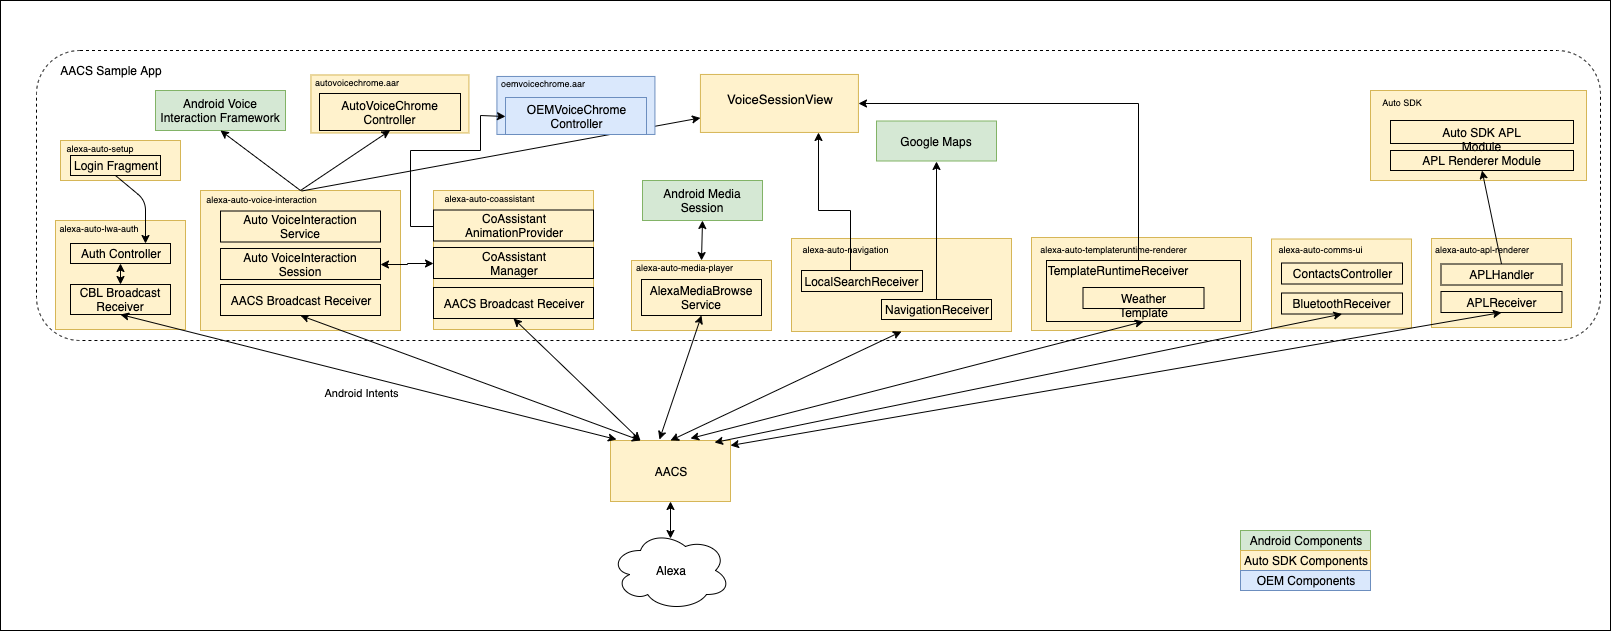 AACS Sample App
Android Voice
Interaction Framework
autovoicechrome.aar
AutoVoiceChrome
Controller
oemvoicechrome.aar
OEMVoiceChrome
Controller
VoiceSessionView
Google Maps
Auto SDK
Auto SDK APL
Module
APL Renderer Module
alexa-auto-setup
Login Fragment
alexa-auto-lwa-auth
Auth Controller
CBL Broadcast
Receiver
alexa-auto-voice-interaction
Auto VoiceInteraction
Service
Auto VoiceInteraction
Session
AACS Broadcast Receiver
alexa-auto-coassistant
CoAssistant
AnimationProvider
CoAssistant
Manager
AACS Broadcast Receiver
Android Media
Session
alexa-auto-media-player
AlexaMediaBrowse
Service
alexa-auto-navigation
LocalSearchReceiver
NavigationReceiver
alexa-auto-templateruntime-renderer
TemplateRuntimeReceiver
Weather
Template
alexa-auto-comms-ui
ContactsController
BluetoothReceiver
alexa-auto-apl-renderer
APLHandler
APLReceiver
Android Intents
AACS
Alexa
Android Components
Auto SDK Components
OEM Components